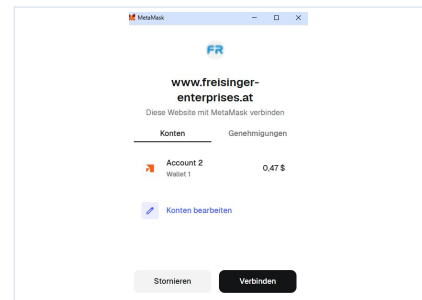 MetaMask
FR
www.freisinger-
enterprises.at
Diese Website mit MetaMask verbinden
Konten Genehmigungen
Account 2
Wallet 1
0,47 $
Konten bearbeiten
Stornieren Verbinden